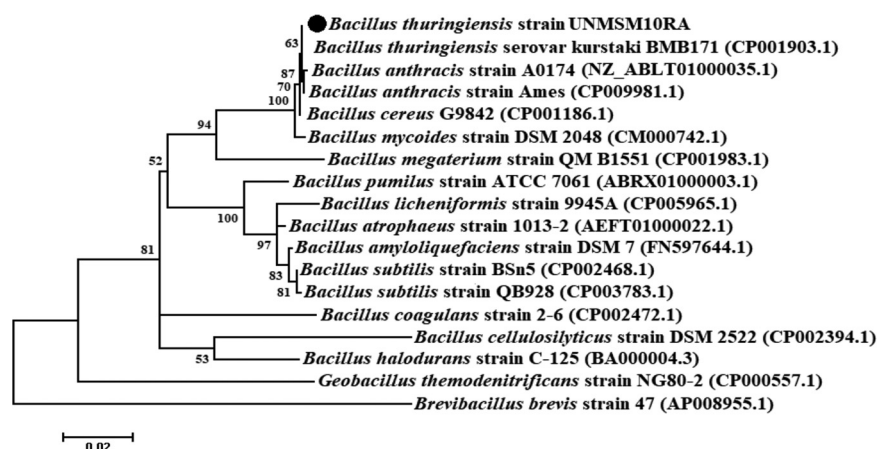 Bacillus thuringiensis strain UNMSM10RA
63
Bacillus thuringiensis serovar kurstaki BMB171 (CP001903.1)
87
Bacillus anthracis strain A0174 (NZ_ABLT01000035.1)
70
Bacillus anthracis strain Ames (CP009981.1)
100
Bacillus cereus G9842 (CP001186.1)
94
Bacillus mycoides strain DSM 2048 (CM000742.1)
52
Bacillus megaterium strain QM B1551 (CP001983.1)
Bacillus pumilus strain ATCC 7061 (ABRX01000003.1)
Bacillus licheniformis strain 9945A (CP005965.1)
100
Bacillus atrophaeus strain 1013-2 (AEFT01000022.1)
97
81
Bacillus amyloliquefaciens strain DSM 7 (FN597644.1)
Bacillus subtilis strain BSn5 (CP002468.1)
83
Bacillus subtilis strain QB928 (CP003783.1)
81
Bacillus coagulans strain 2-6 (CP002472.1)
Bacillus cellulosilyticus strain DSM 2522 (CP002394.1)
53
Bacillus halodurans strain C-125 (BA000004.3)
Geobacillus themodenitrificans strain NG80-2 (CP000557.1)
Brevibacillus brevis strain 47 (AP008955.1)
0.02